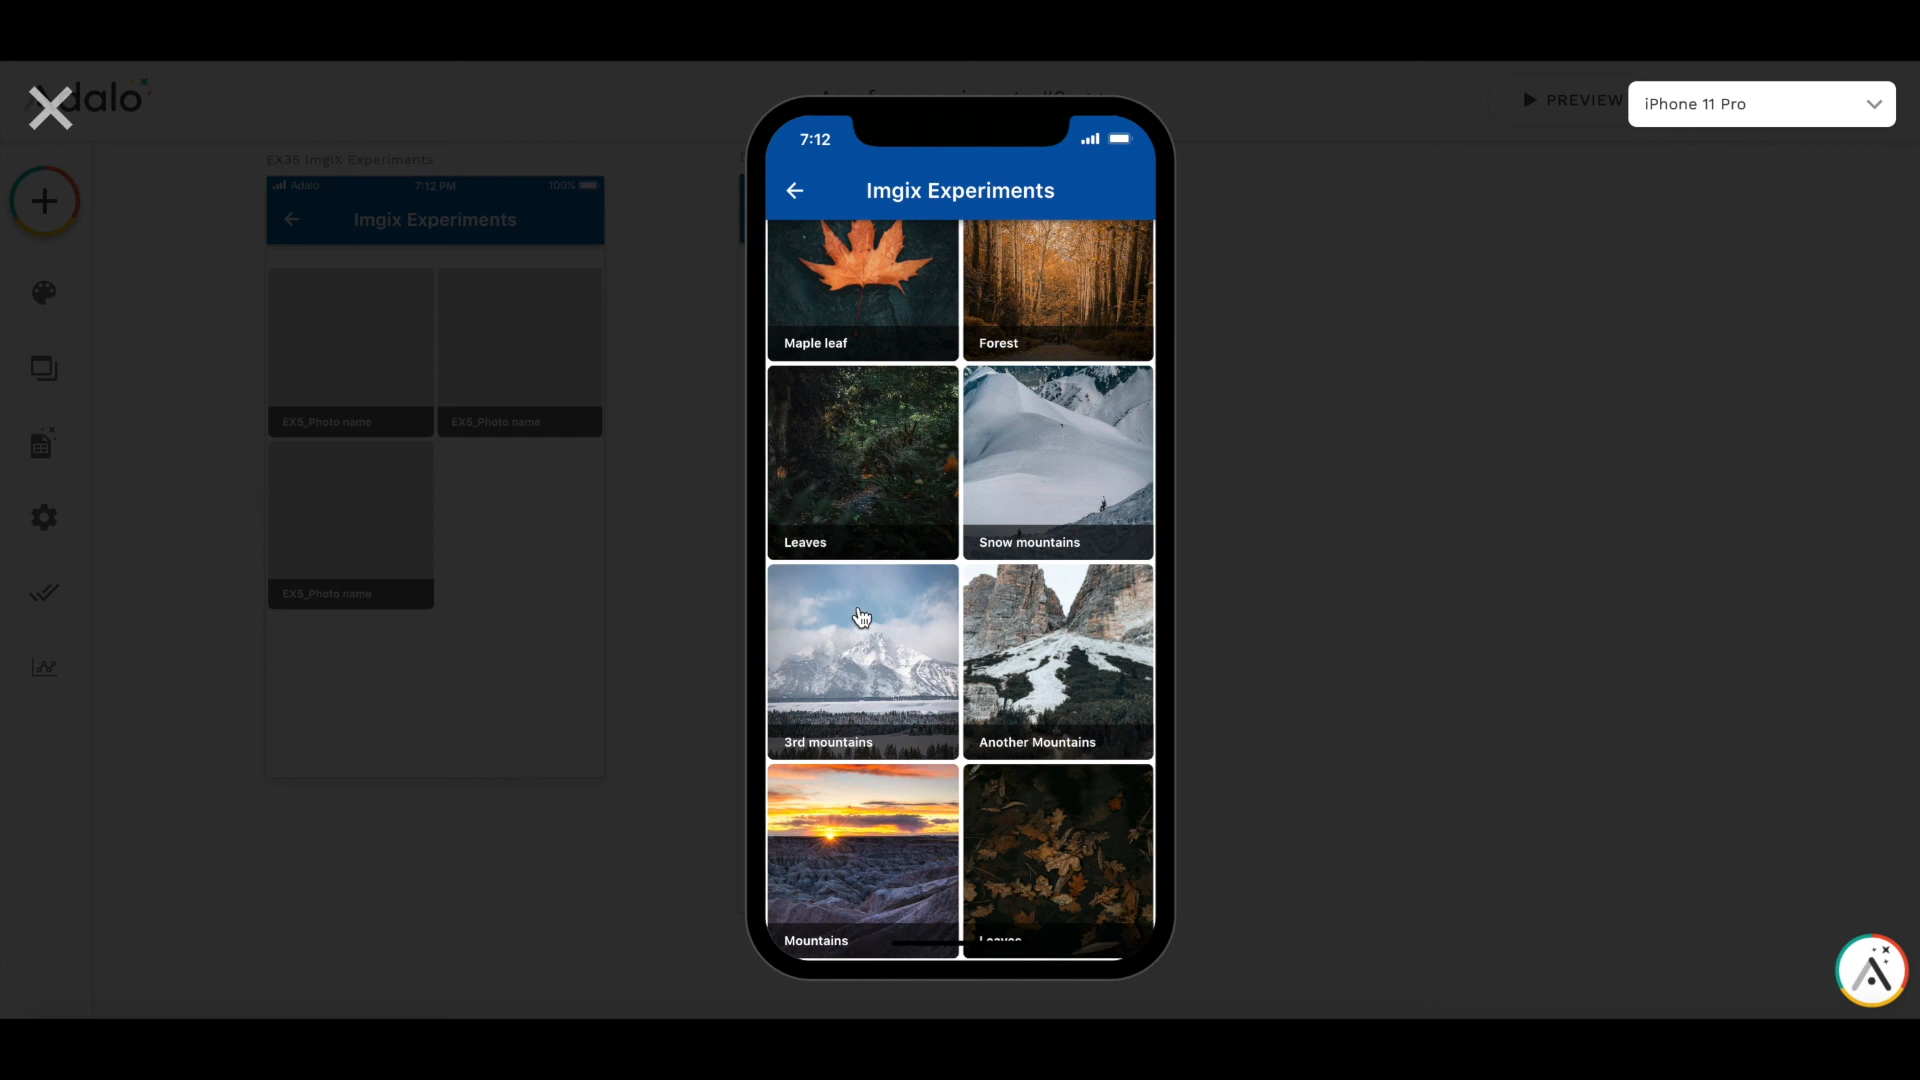 Adalo
PREVIEW
iPhone 11 Pro
EX35 ImgIX Experiments
Adalo
7:12 PM
100%
Imgix Experiments
EX5_Photo name
EX5_Photo name
EX5_Photo name
7:12
Imgix Experiments
Maple leaf
Forest
Leaves
Snow mountains
3rd mountains
Another Mountains
Mountains
Leaves